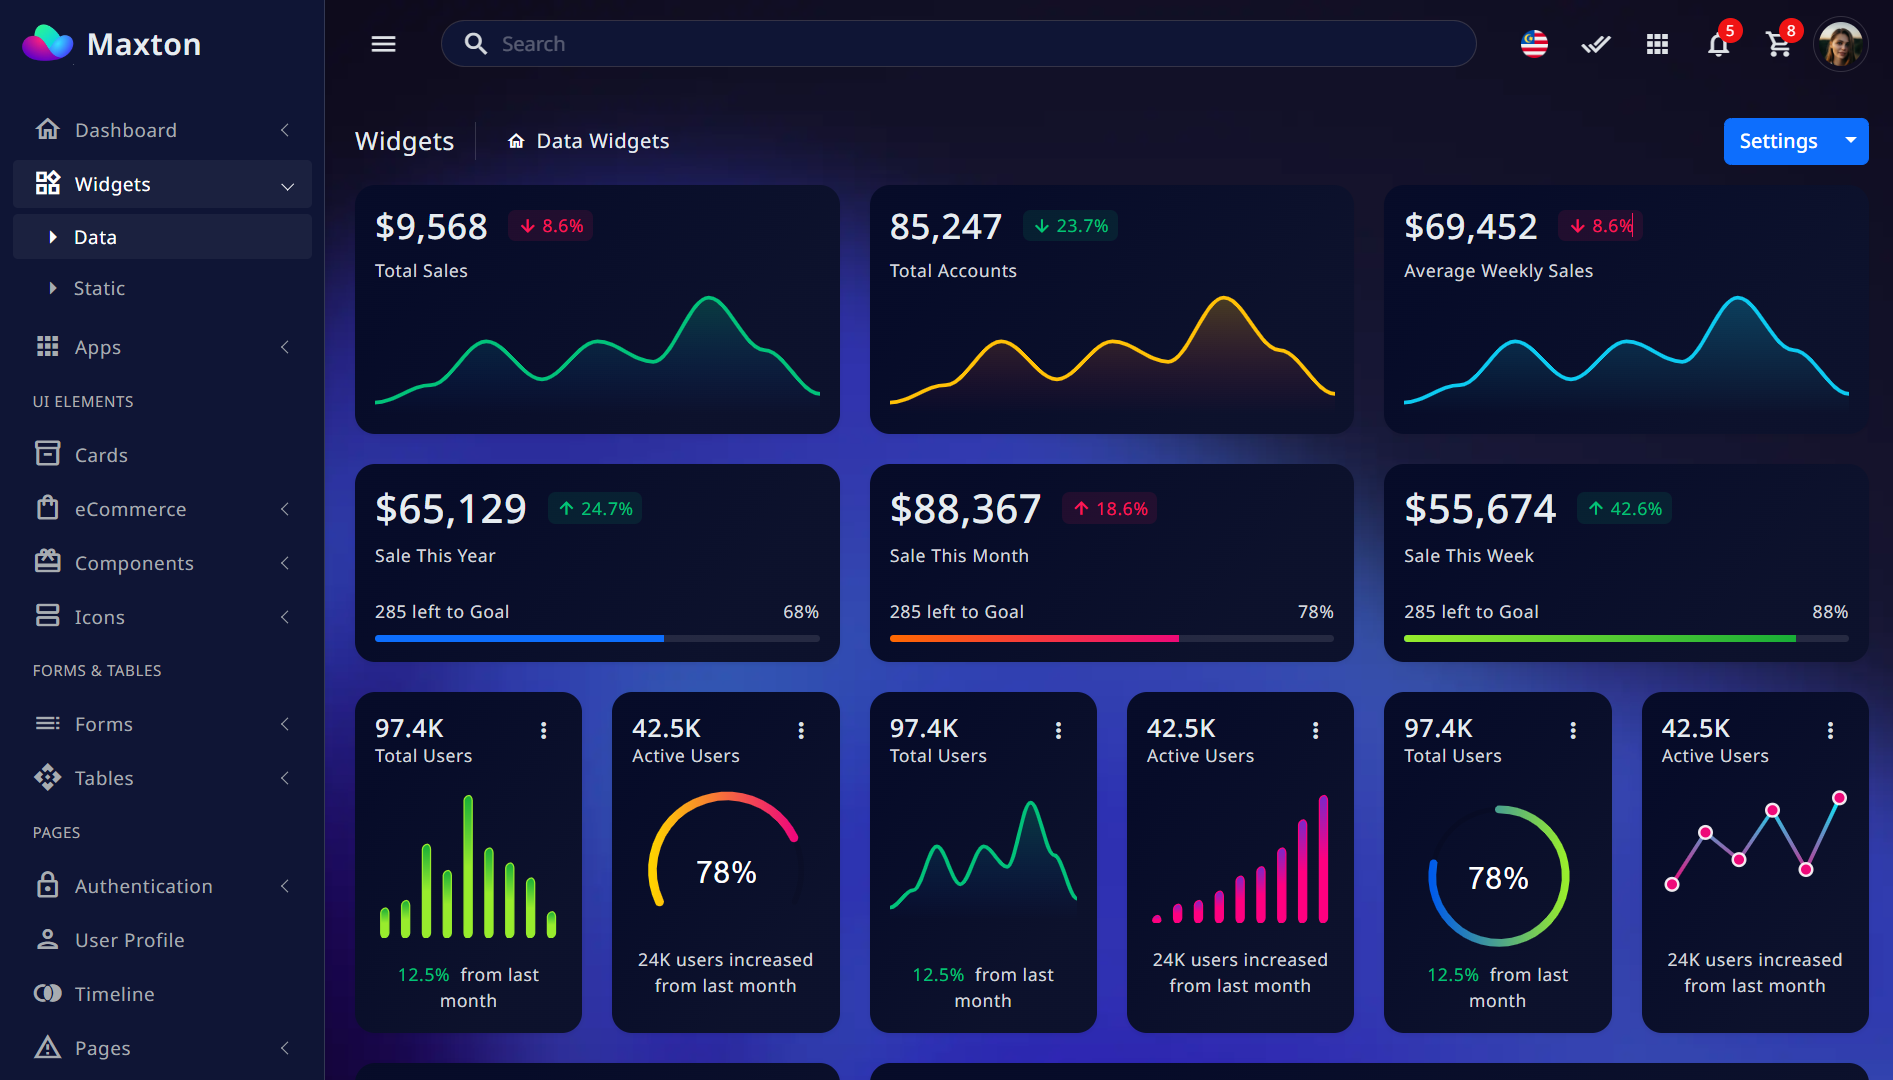 Maxton
Search
5
8
Dashboard
Widgets
Data
Static
Apps
UI ELEMENTS
Cards
eCommerce
Components
Icons
FORMS & TABLES
Forms
Tables
PAGES
Authentication
User Profile
Timeline
Pages
Widgets
Data Widgets
Settings
$9,568 8.6%
Total Sales
85,247 23.7%
Total Accounts
$69,452 8.6%
Average Weekly Sales
$65,129 24.7%
Sale This Year
285 left to Goal 68%
$88,367 18.6%
Sale This Month
285 left to Goal 78%
$55,674 42.6%
Sale This Week
285 left to Goal 88%
97.4K
Total Users
12.5% from last
month
42.5K
Active Users
78%
24K users increased
from last month
97.4K
Total Users
12.5% from last
month
42.5K
Active Users
24K users increased
from last month
97.4K
Total Users
78%
12.5% from last
month
42.5K
Active Users
24K users increased
from last month